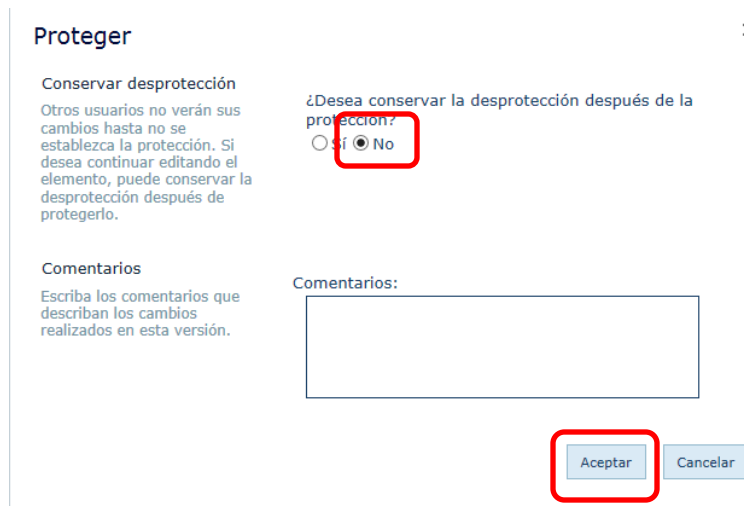 Proteger
Conservar desprotección
Otros usuarios no verán sus
cambios hasta no se
establezca la protección. Si
desea continuar editando el
elemento, puede conservar la
desprotección después de
protegerlo.
¿Desea conservar la desprotección después de la
protección?
Sí No
Comentarios
Escriba los comentarios que
describan los cambios
realizados en esta versión.
Comentarios:
Aceptar Cancelar